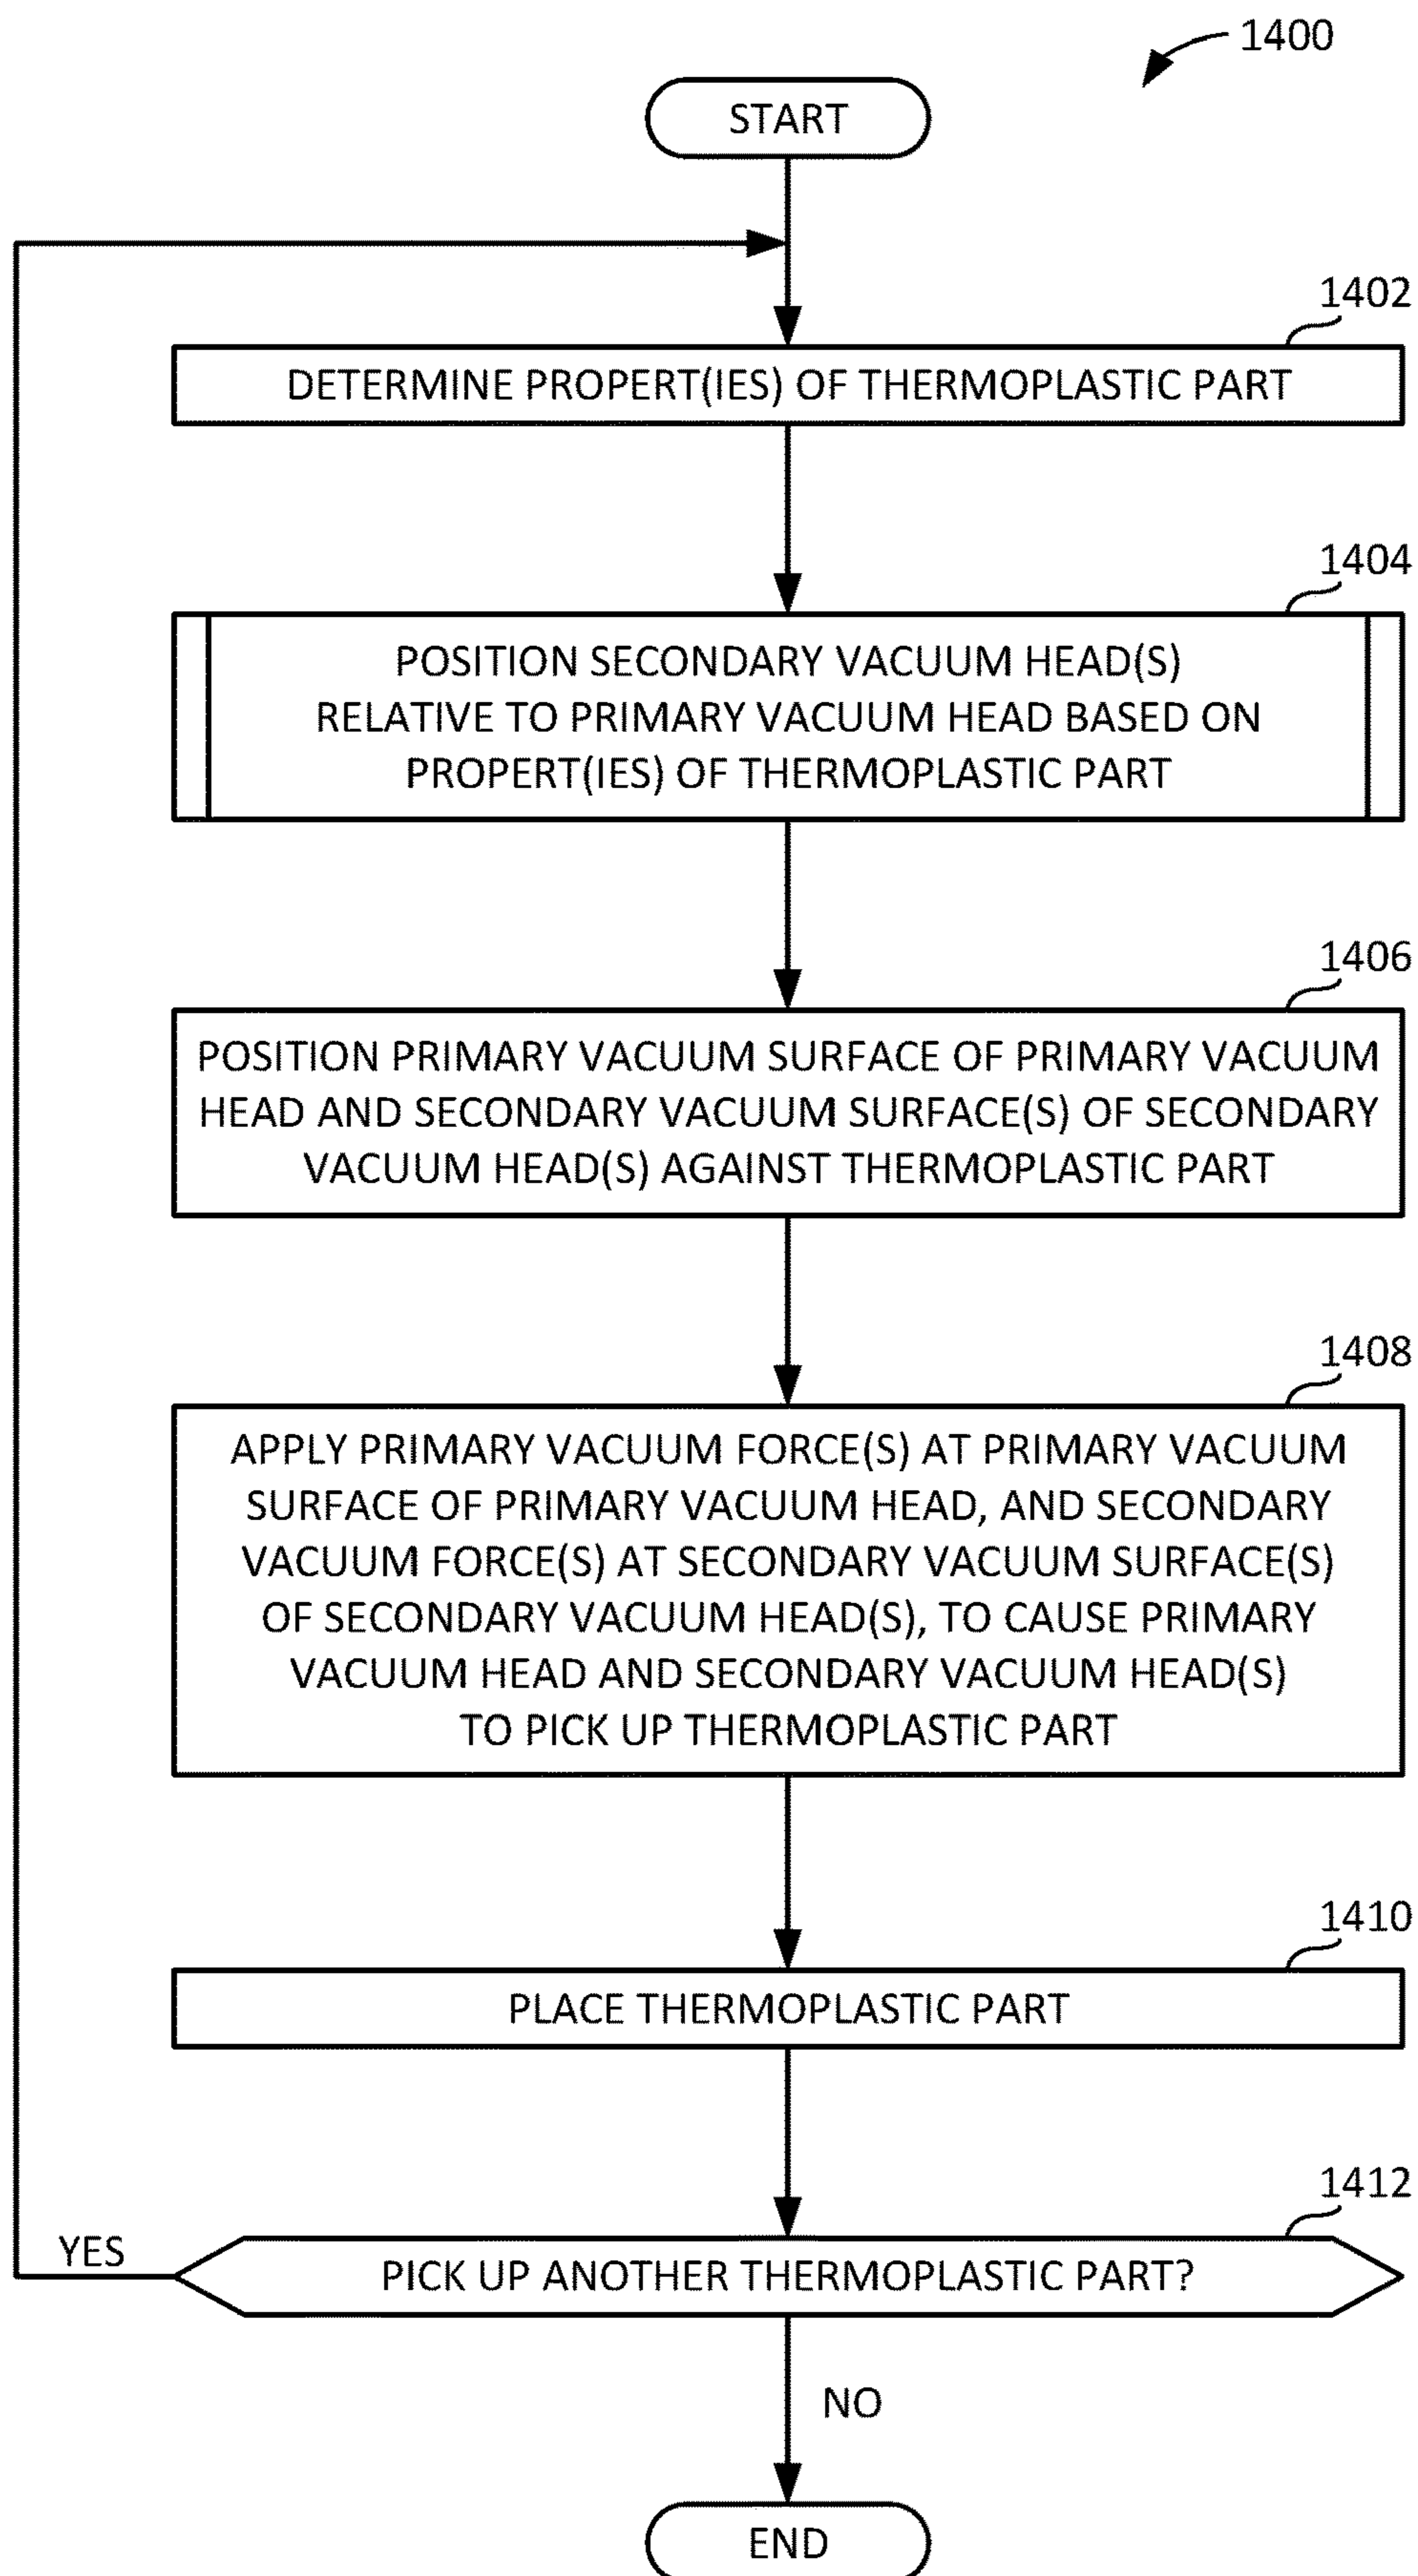 1400
START
1402
DETERMINE PROPERT(IES) OF THERMOPLASTIC PART
1404
POSITION SECONDARY VACUUM HEAD(S)
RELATIVE TO PRIMARY VACUUM HEAD BASED ON
PROPERT(IES) OF THERMOPLASTIC PART
1406
POSITION PRIMARY VACUUM SURFACE OF PRIMARY VACUUM
HEAD AND SECONDARY VACUUM SURFACE(S) OF SECONDARY
VACUUM HEAD(S) AGAINST THERMOPLASTIC PART
1408
APPLY PRIMARY VACUUM FORCE(S) AT PRIMARY VACUUM
SURFACE OF PRIMARY VACUUM HEAD, AND SECONDARY
VACUUM FORCE(S) AT SECONDARY VACUUM SURFACE(S)
OF SECONDARY VACUUM HEAD(S), TO CAUSE PRIMARY
VACUUM HEAD AND SECONDARY VACUUM HEAD(S)
TO PICK UP THERMOPLASTIC PART
1410
PLACE THERMOPLASTIC PART
1412
YES
PICK UP ANOTHER THERMOPLASTIC PART?
NO
END